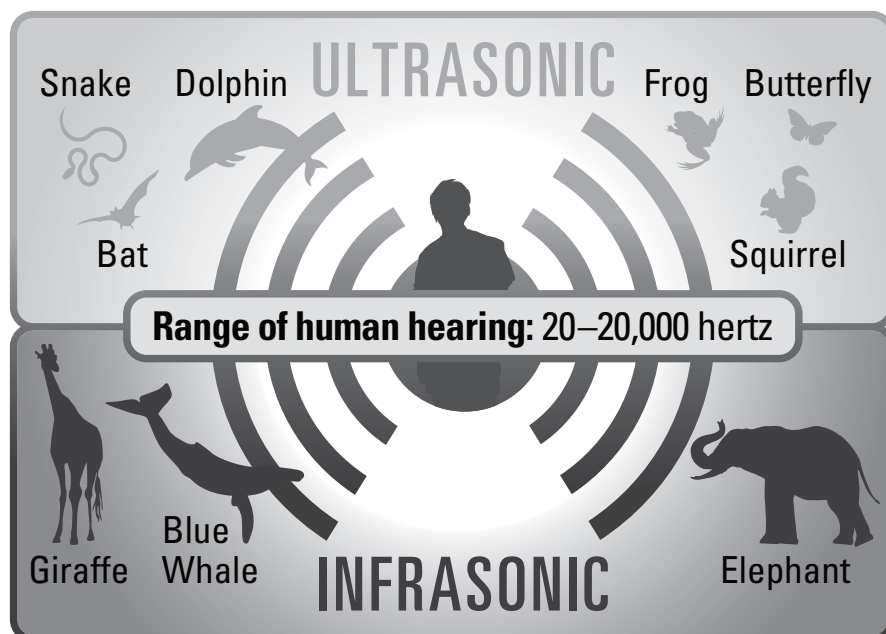 ULTRASONIC
Snake
Dolphin
Frog
Butterfly
Bat
Squirrel
Range of human hearing: 20–20,000 hertz
Giraffe
Blue
Whale
Elephant
INFRASONIC